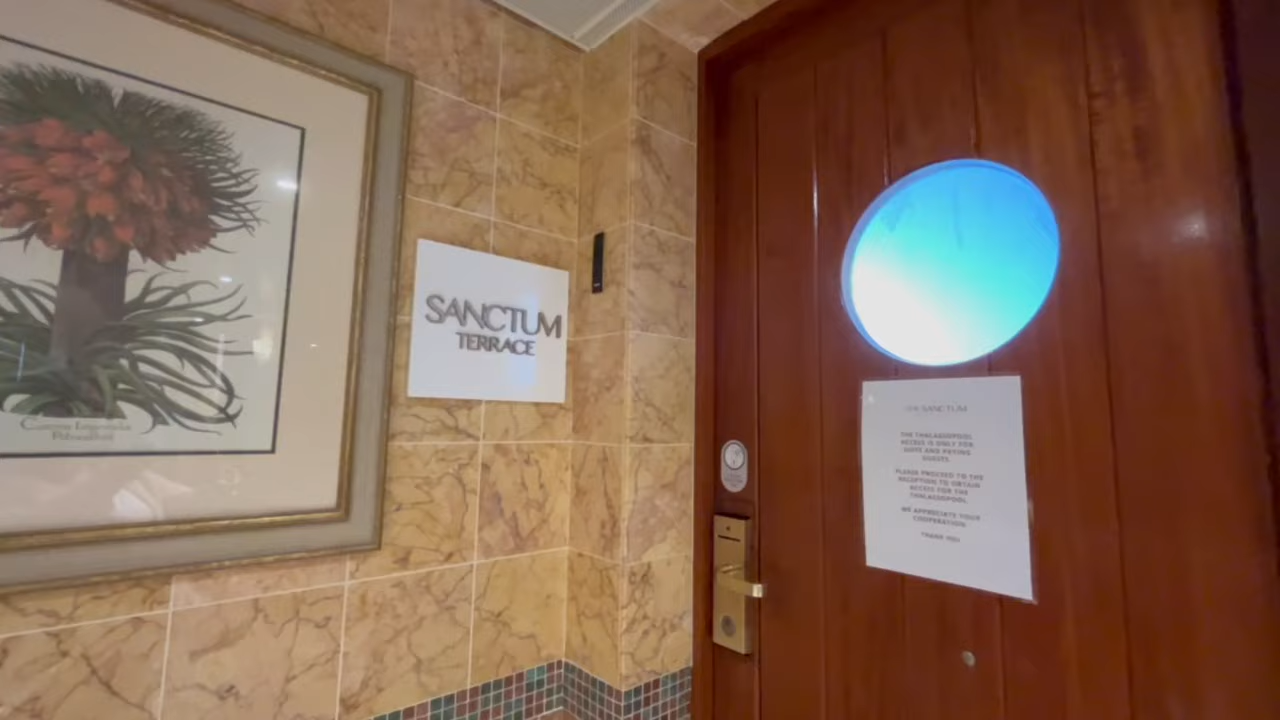 SANCTUM
TERRACE
THE SANCTUM
THE THALASSOPOOL
ACCESS IS ONLY FOR
SUITE AND PAYING
GUESTS.
PLEASE PROCEED TO THE
RECEPTION TO OBTAIN
ACCESS FOR THE
THALASSOPOOL.
WE APPRECIATE YOUR
COOPERATION.
THANK YOU